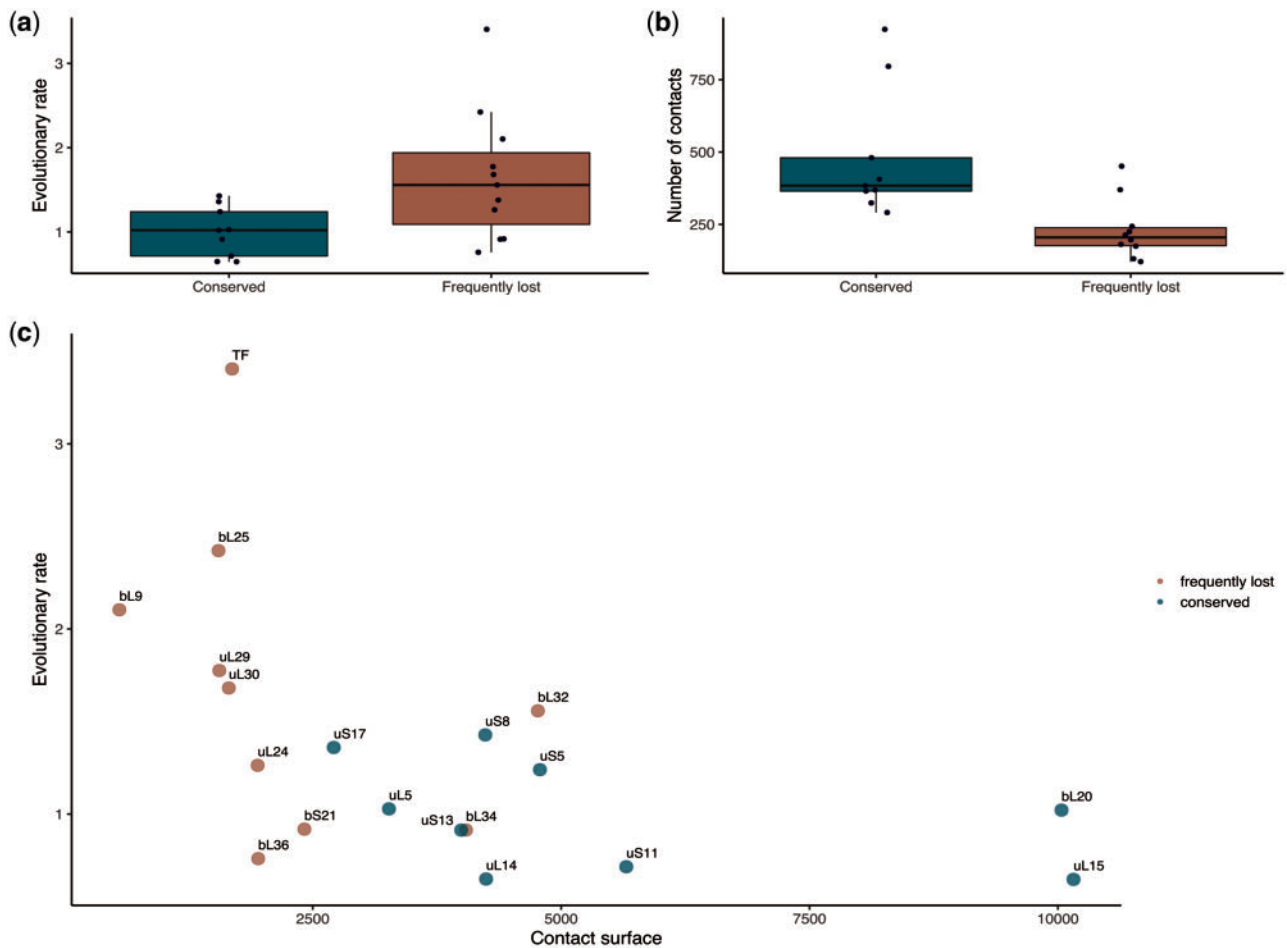 (a)
Evolutionary rate
3
2
1
Conserved
Frequently lost
(b)
Number of contacts
750
500
250
Conserved
Frequently lost
(c)
Evolutionary rate
3
2
1
TF
bL25
bL9
uL29
uL30
bL32
uS8
uS17
uL24
uS5
uL5
bL20
bS21
uS13
bL34
bL36
uL14
uS11
uL15
frequently lost
conserved
2500
5000
7500
10000
Contact surface